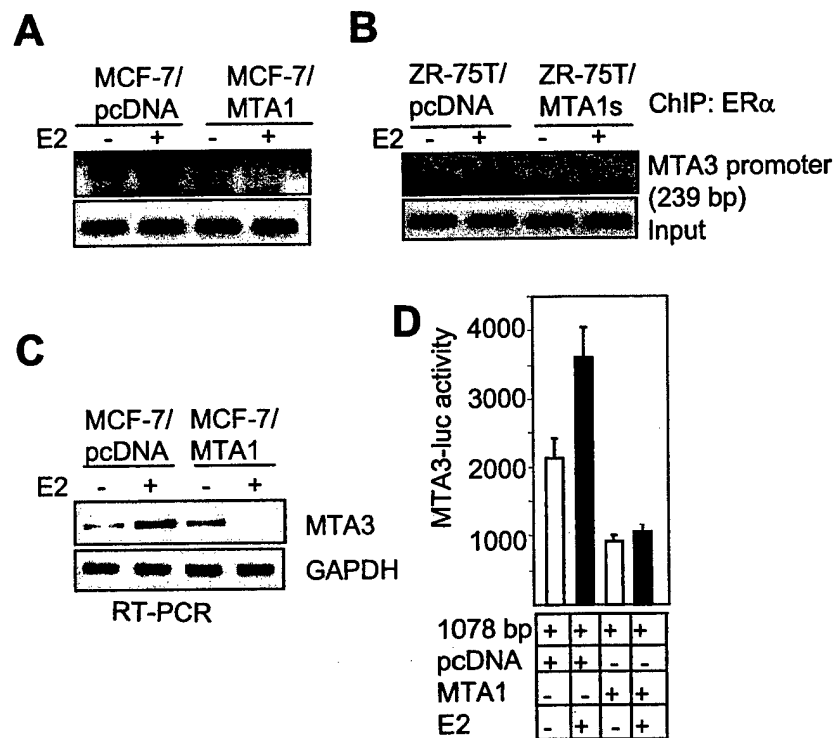 A
MCF-7/ MCF-7/
pcDNA MTA1
E2 - + - +
B
ZR-75T/ ZR-75T/
pcDNA MTA1s ChIP: ERα
E2 - + - +
MTA3 promoter
(239 bp)
Input
C
MCF-7/ MCF-7/
pcDNA MTA1
E2 - + - +
MTA3
GAPDH
RT-PCR
D
MTA3-luc activity
4000
3000
2000
1000
1078 bp + + + +
pcDNA + + - -
MTA1 - - + +
E2 - + - +